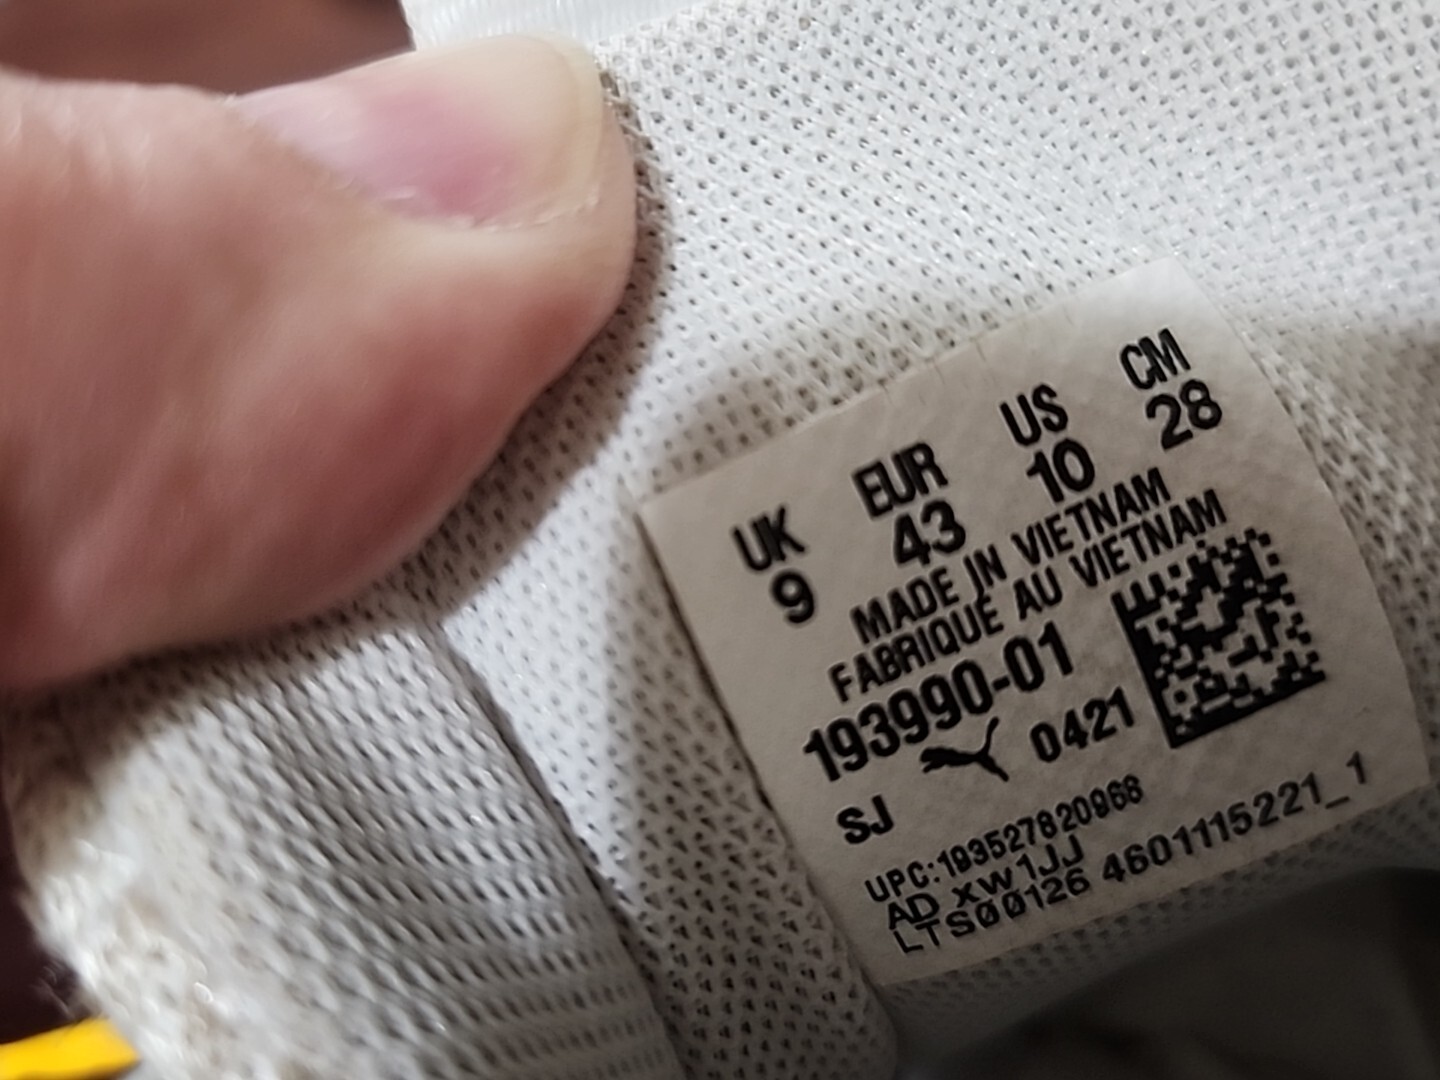 UK EUR US CM
9 43 10 28
MADE IN VIETNAM
FABRIQUÉ AU VIETNAM
193990-01
0421
SJ
UPC:193527820968
AD XW1JJ
LTS00126 4601115221_1